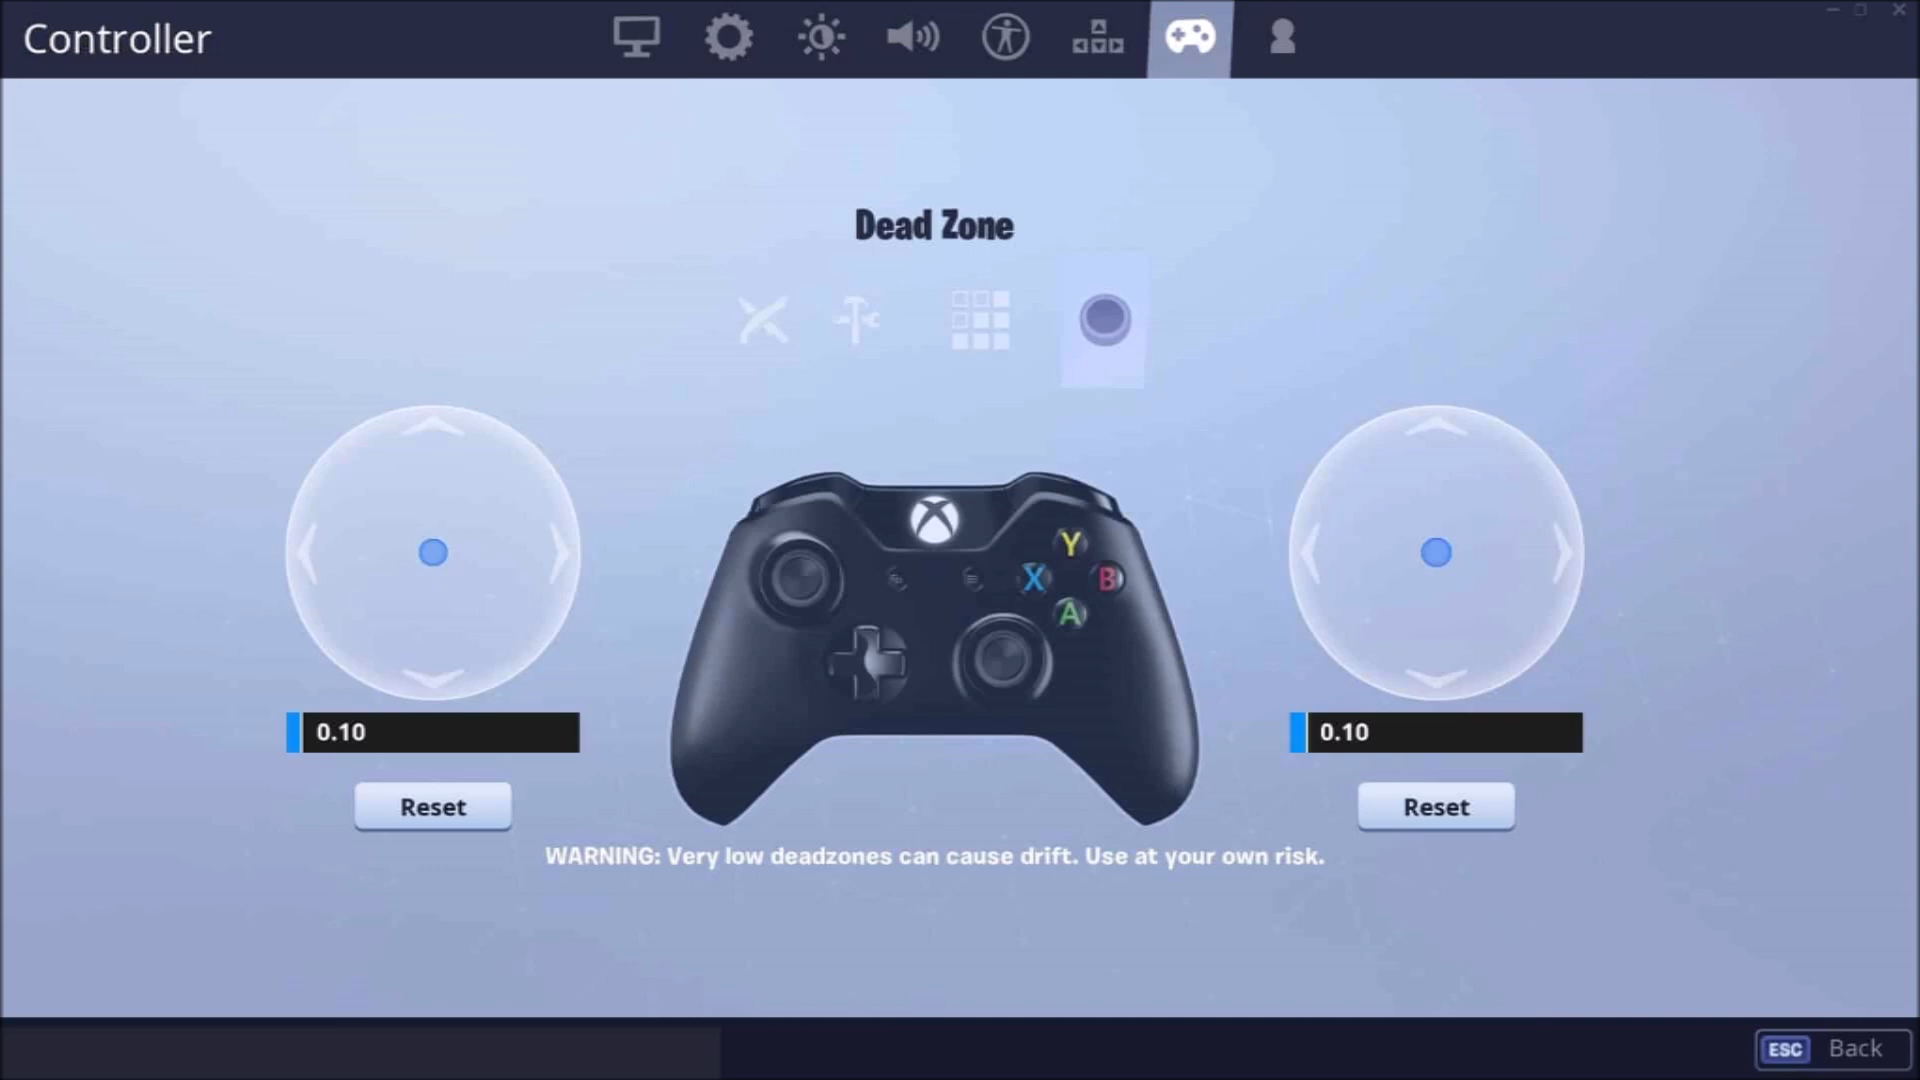 Controller
Dead Zone
Y
X
B
A
0.10
0.10
Reset
Reset
WARNING: Very low deadzones can cause drift. Use at your own risk.
ESC Back